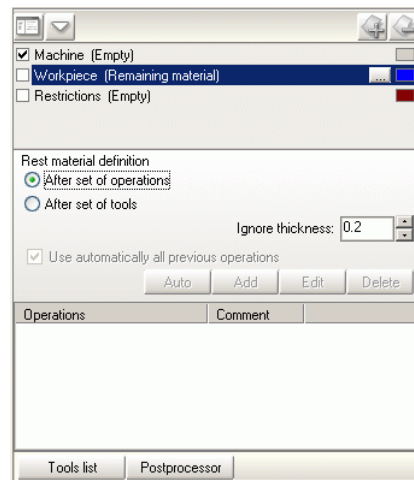 Machine (Empty)
Workpiece (Remaining material) ...
Restrictions (Empty)
Rest material definition
After set of operations
After set of tools
Ignore thickness: 0.2
Use automatically all previous operations
Auto Add Edit Delete
Operations Comment
Tools list Postprocessor